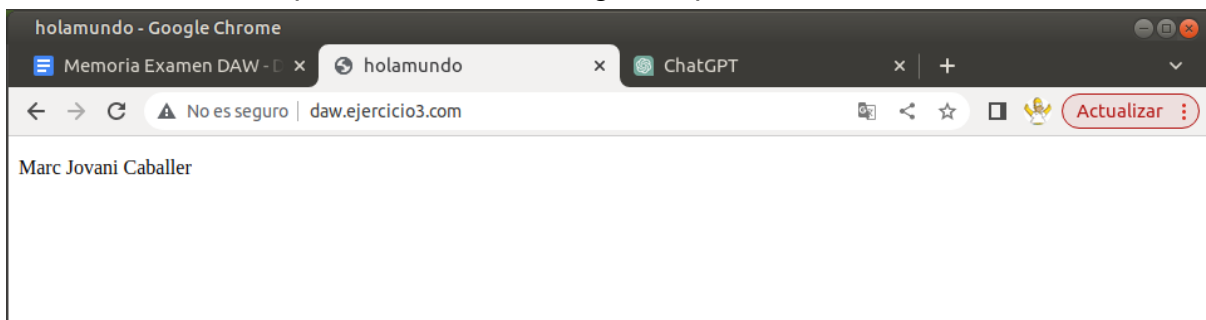 holamundo - Google Chrome
Memoria Examen DAW - D
holamundo
ChatGPT
No es seguro
daw.ejercicio3.com
Actualizar
Marc Jovani Caballer